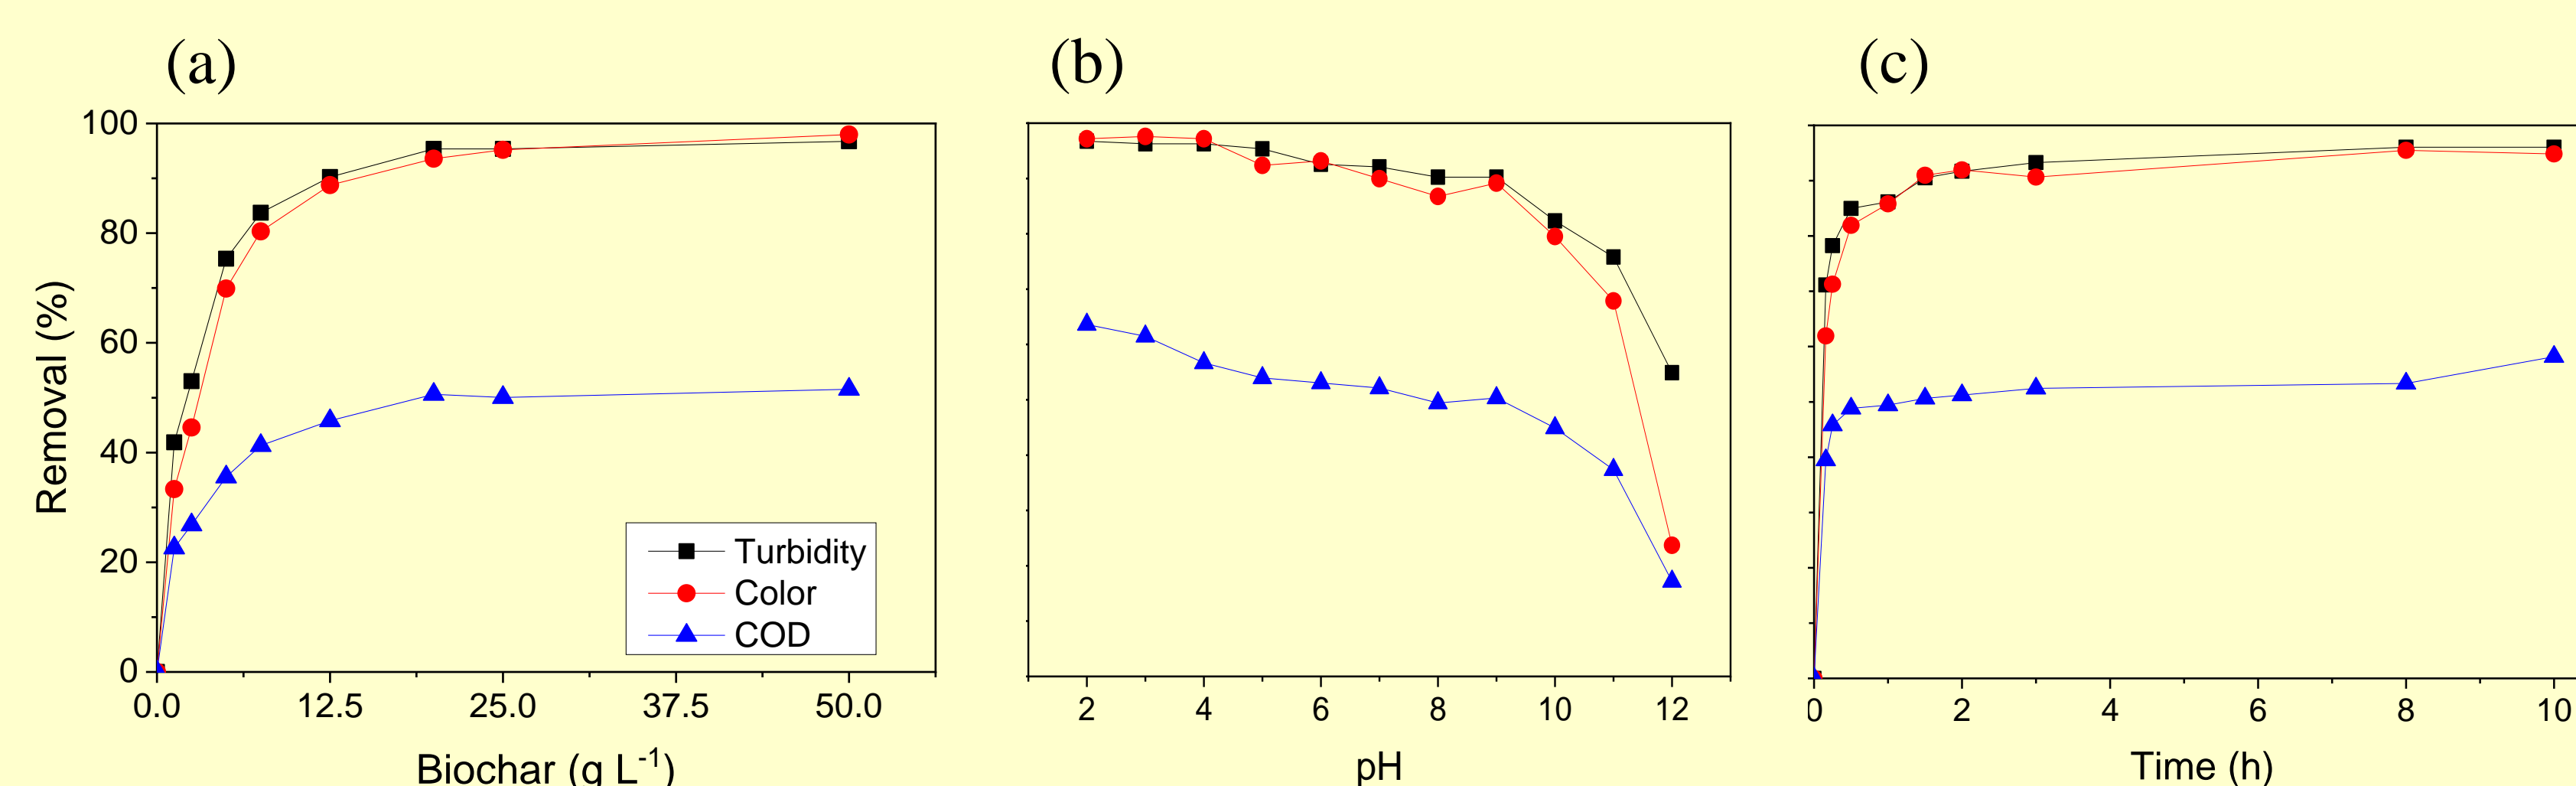 (a)
(b)
(c)
100
80
60
40
20
0
Removal (%)
Turbidity
Color
COD
0.0 12.5 25.0 37.5 50.0
Biochar (g L-1)
2 4 6 8 10 12
pH
0 2 4 6 8 10
Time (h)